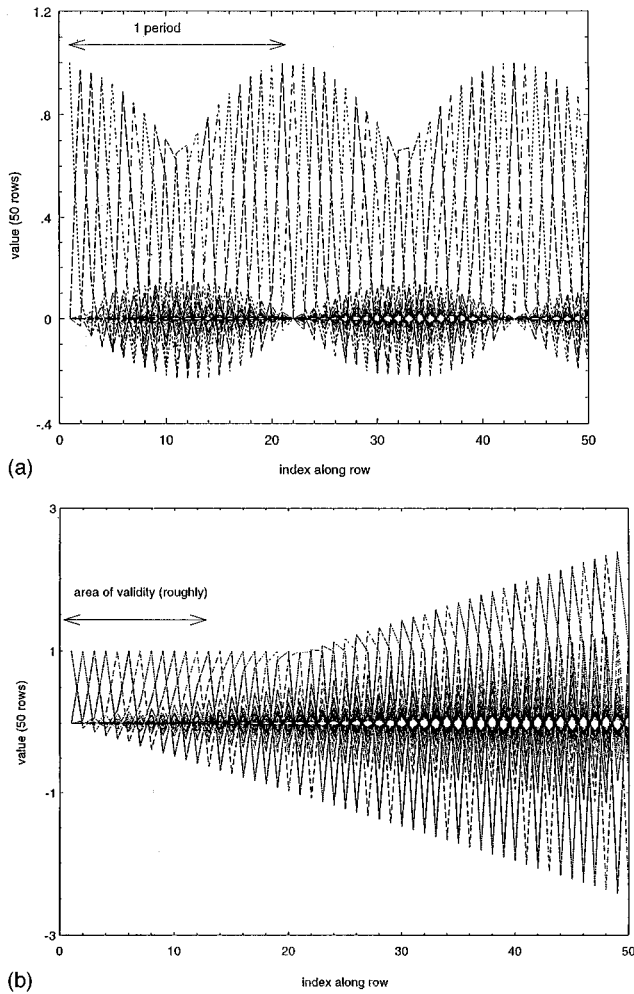 1.2
1 period
.8
value (50 rows)
.4
0
-.4
0
10
20
30
40
50
(a)
index along row
3
area of validity (roughly)
1
value (50 rows)
-1
-3
0
10
20
30
40
50
(b)
index along row